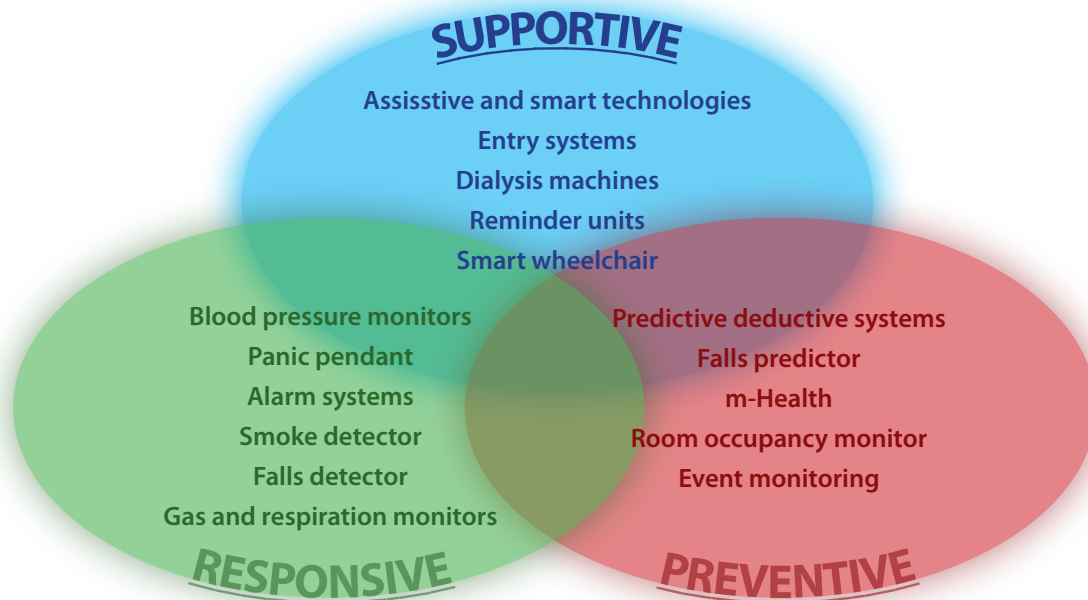 SUPPORTIVE
Assisstive and smart technologies
Entry systems
Dialysis machines
Reminder units
Smart wheelchair
Blood pressure monitors
Panic pendant
Alarm systems
Smoke detector
Falls detector
Gas and respiration monitors
RESPONSIVE
Predictive deductive systems
Falls predictor
m-Health
Room occupancy monitor
Event monitoring
PREVENTIVE